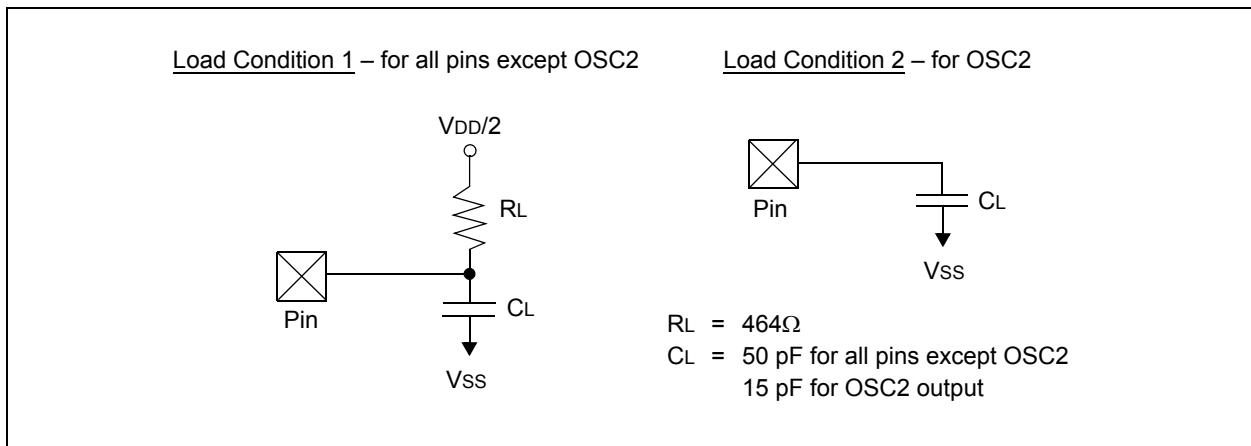 Load Condition 1 – for all pins except OSC2
VDD/2
RL
Pin
CL
VSS
Load Condition 2 – for OSC2
Pin
CL
VSS
RL = 464Ω
CL = 50 pF for all pins except OSC2
15 pF for OSC2 output